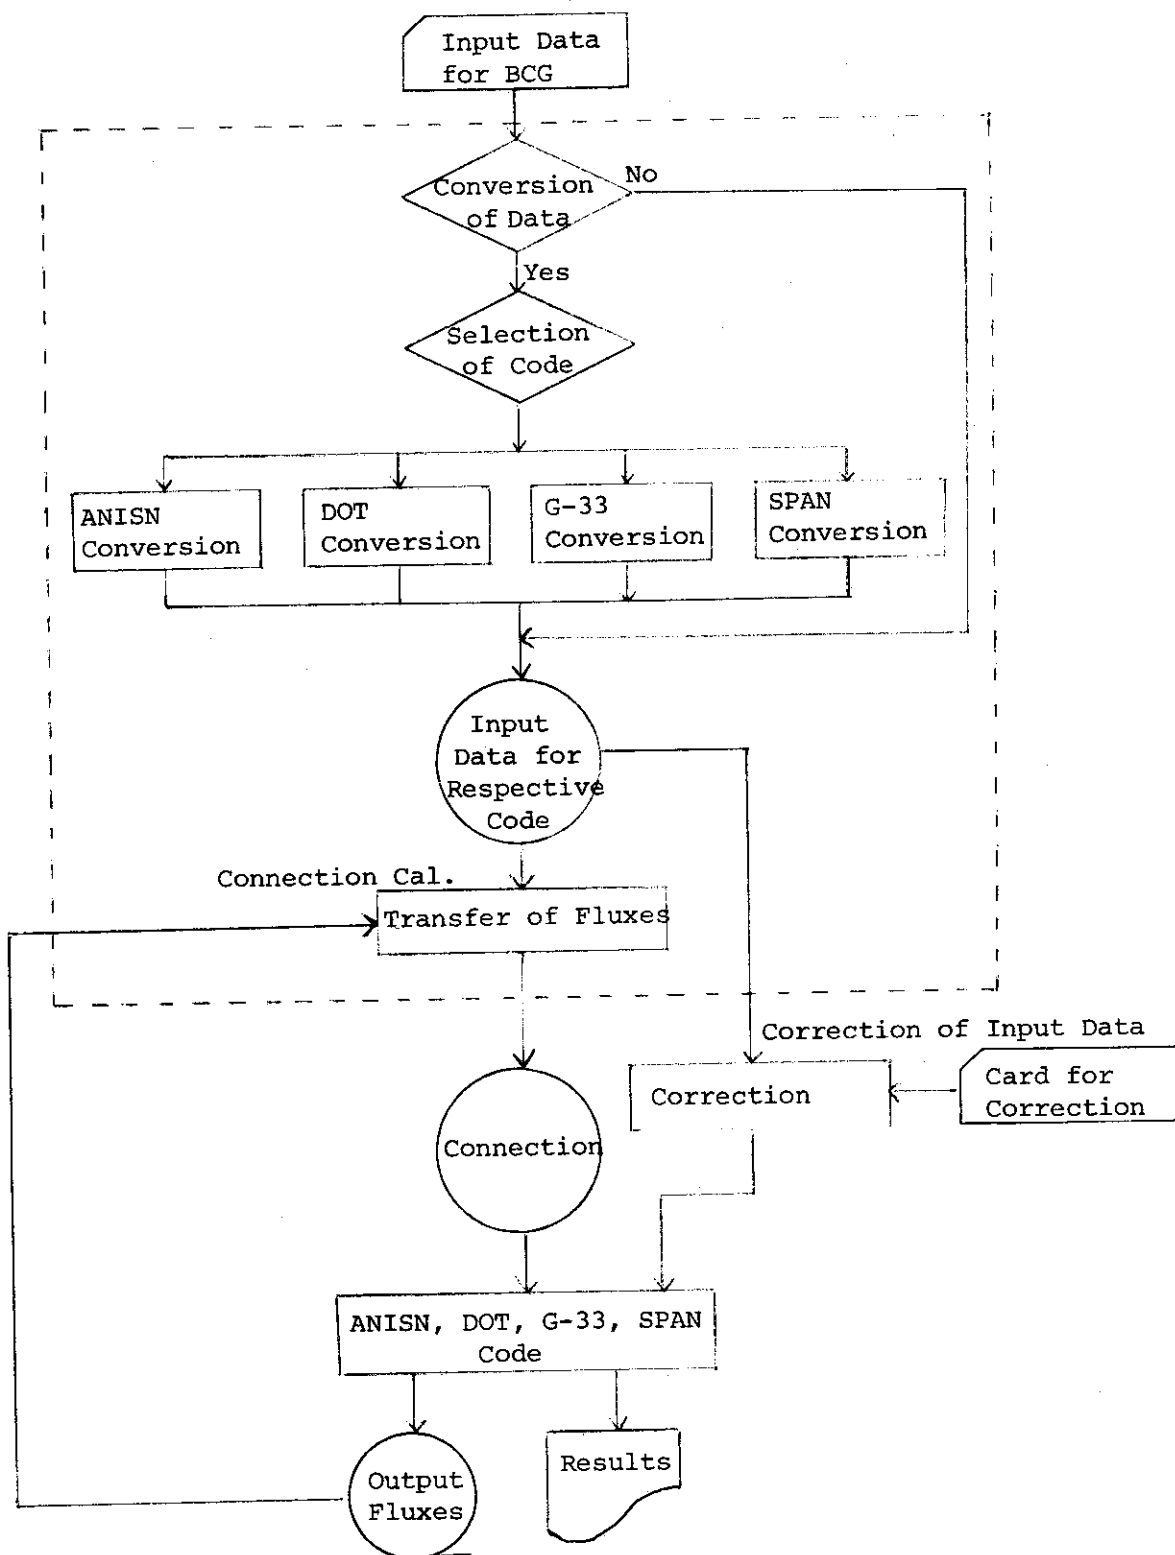 Input Data
for BCG
Conversion
of Data
No
Yes
Selection
of Code
ANISN
Conversion
DOT
Conversion
G-33
Conversion
SPAN
Conversion
Input
Data for
Respective
Code
Connection Cal.
Transfer of Fluxes
Correction of Input Data
Correction
Card for
Correction
Connection
ANISN, DOT, G-33, SPAN
Code
Output
Fluxes
Results